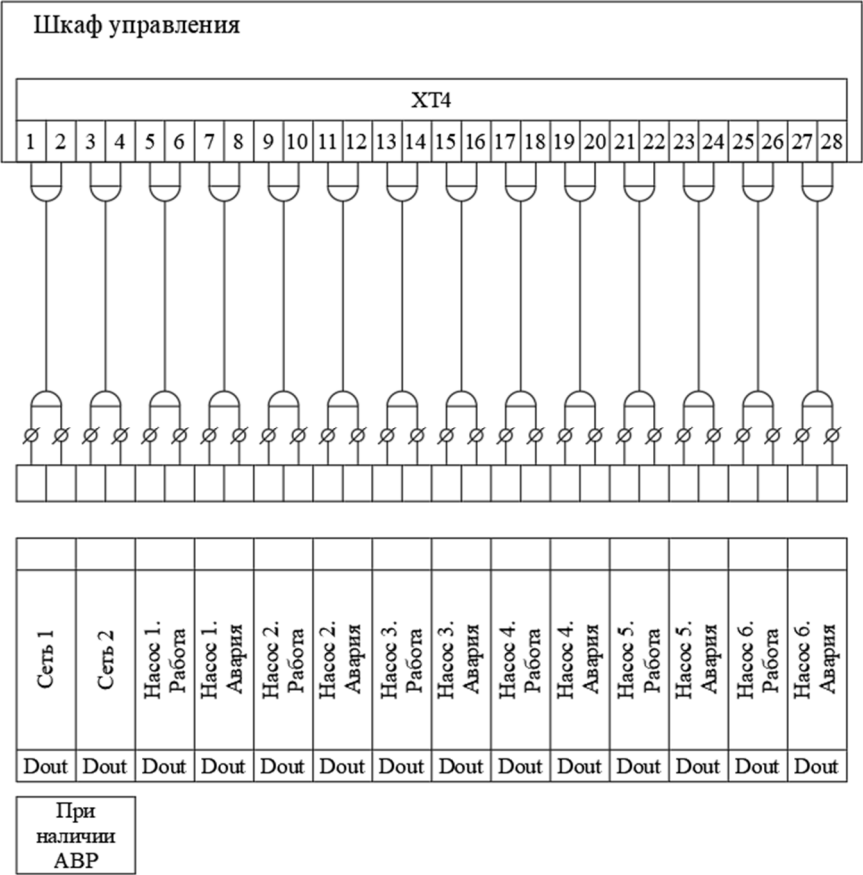 Шкаф управления
XT4
1 2 3 4 5 6 7 8 9 10 11 12 13 14 15 16 17 18 19 20 21 22 23 24 25 26 27 28
Сеть 1
Сеть 2
Насос 1.
Работа
Насос 1.
Авария
Насос 2.
Работа
Насос 2.
Авария
Насос 3.
Работа
Насос 3.
Авария
Насос 4.
Работа
Насос 4.
Авария
Насос 5.
Работа
Насос 5.
Авария
Насос 6.
Работа
Насос 6.
Авария
Dout Dout Dout Dout Dout Dout Dout Dout Dout Dout Dout Dout Dout Dout
При
наличии
АВР